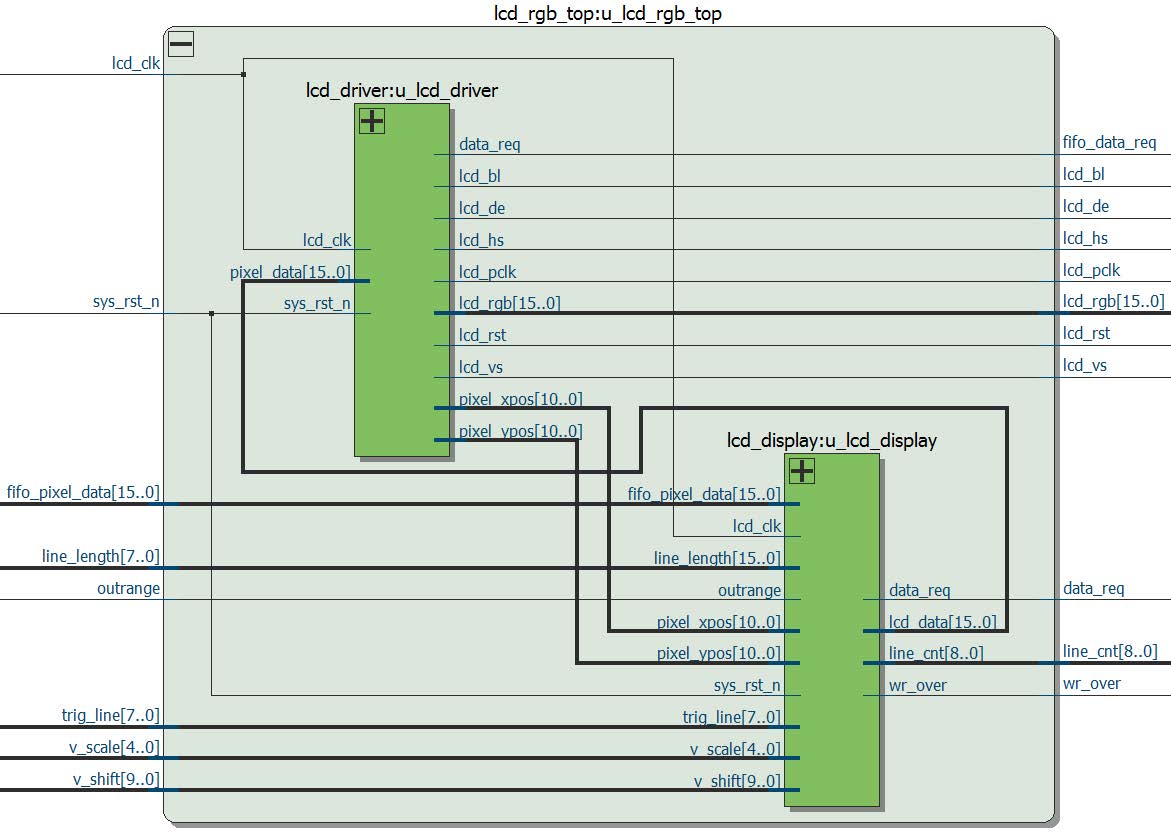 lcd_rgb_top:u_lcd_rgb_top
lcd_clk
lcd_driver:u_lcd_driver
data_req
fifo_data_req
lcd_bl
lcd_bl
lcd_de
lcd_de
lcd_clk
lcd_hs
lcd_hs
pixel_data[15..0]
lcd_pclk
lcd_pclk
sys_rst_n
sys_rst_n
lcd_rgb[15..0]
lcd_rgb[15..0]
lcd_rst
lcd_rst
lcd_vs
lcd_vs
pixel_xpos[10..0]
pixel_ypos[10..0]
lcd_display:u_lcd_display
fifo_pixel_data[15..0]
fifo_pixel_data[15..0]
lcd_clk
line_length[7..0]
line_length[15..0]
outrange
outrange
data_req
data_req
pixel_xpos[10..0]
lcd_data[15..0]
pixel_ypos[10..0]
line_cnt[8..0]
line_cnt[8..0]
sys_rst_n
wr_over
wr_over
trig_line[7..0]
trig_line[7..0]
v_scale[4..0]
v_scale[4..0]
v_shift[9..0]
v_shift[9..0]